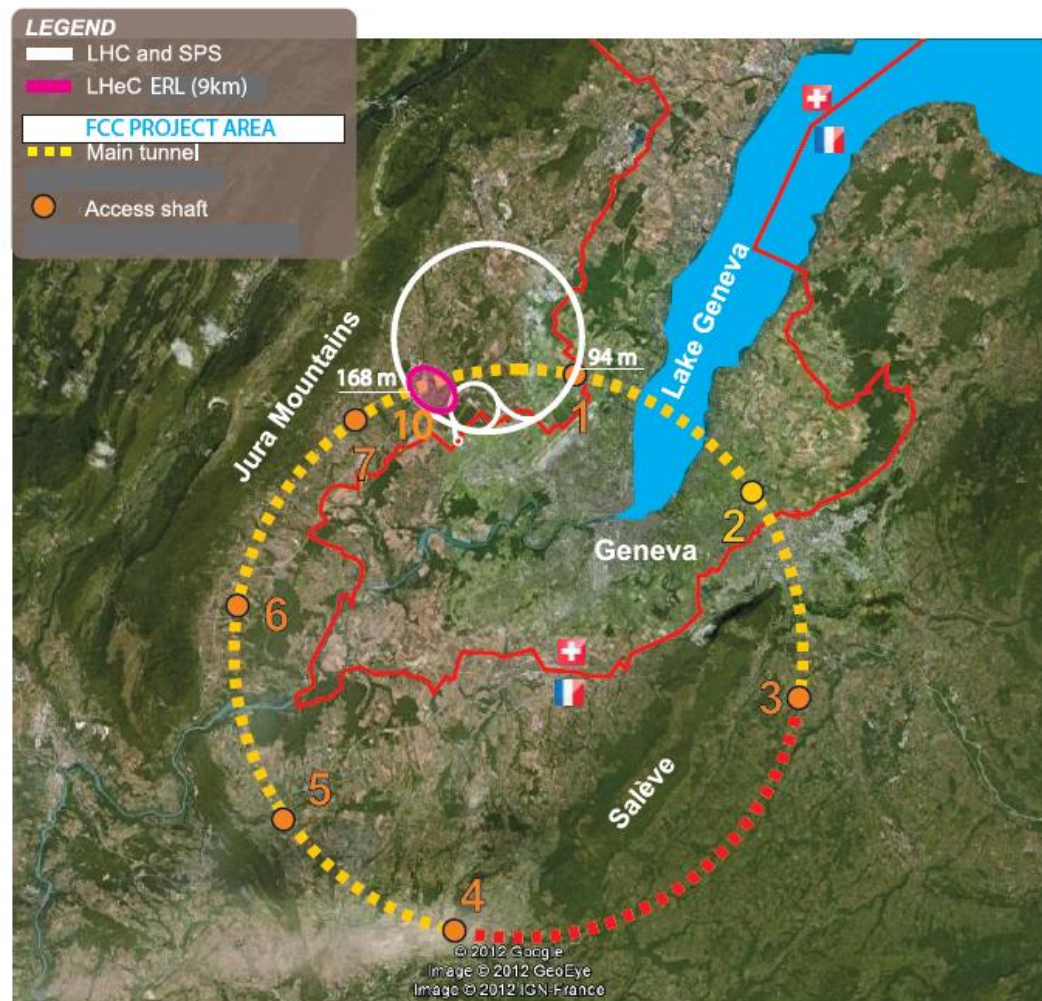 LEGEND
LHC and SPS
LHeC ERL (9km)
FCC PROJECT AREA
Main tunnel
Access shaft
Jura Mountains
Lake Geneva
168 m
94 m
10
1
7
2
Geneva
6
3
Salève
5
4
© 2012 Google
Image © 2012 GeoEye
Image © 2012 IGN-France